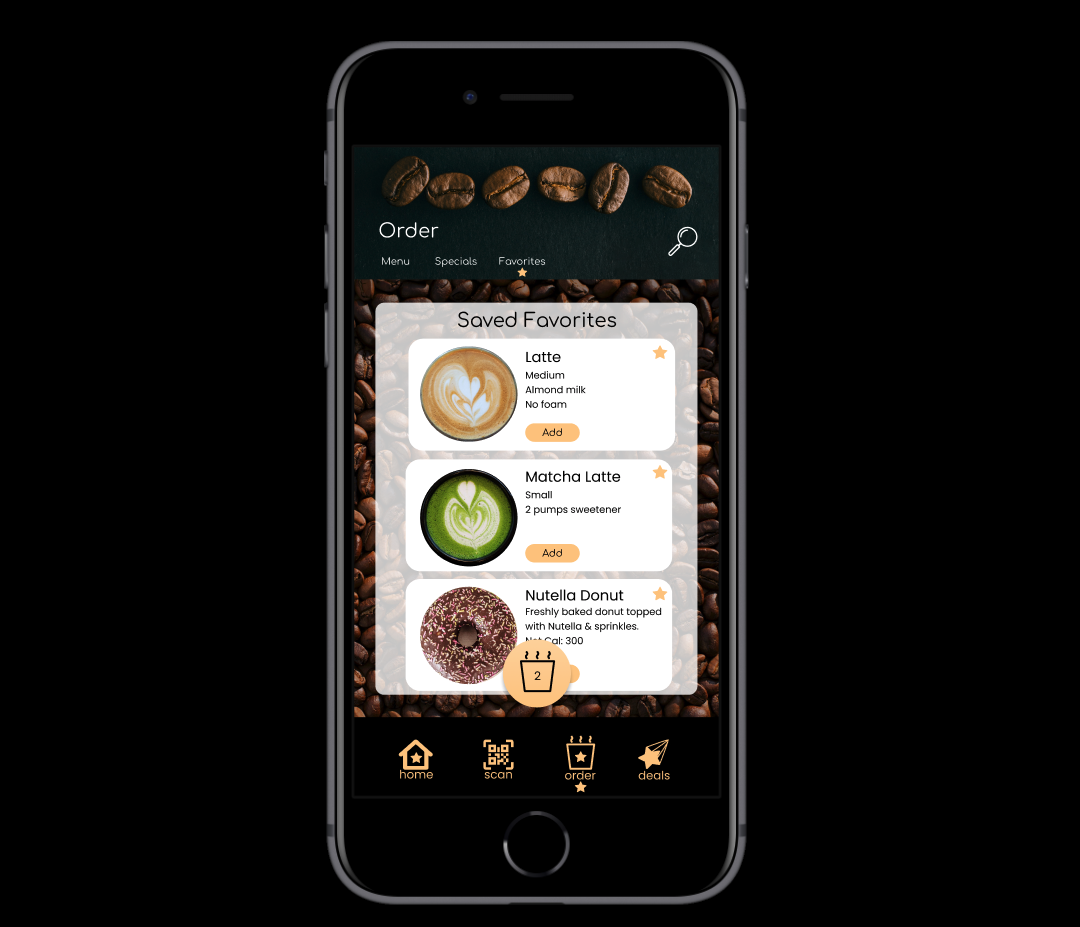 Order
Menu Specials Favorites
Saved Favorites
Latte
Medium
Almond milk
No foam
Add
Matcha Latte
Small
2 pumps sweetener
Add
Nutella Donut
Freshly baked donut topped
with Nutella & sprinkles.
Cal: 300
2
home scan order deals